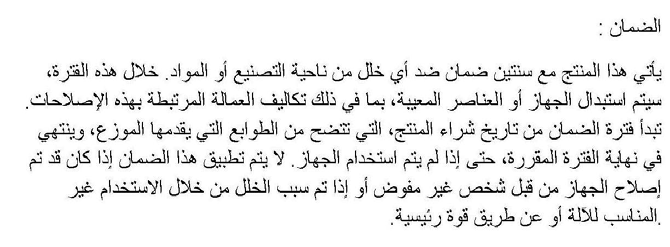 الضمان :
يأتي هذا المنتج مع سنتين ضمان ضد أي خلل من ناحية التصنيع أو المواد. خلال هذه الفترة،
سيتم استبدال الجهاز أو العناصر المعيبة، بما في ذلك تكاليف العمالة المرتبطة بهذه الإصلاحات.
تبدأ فترة الضمان من تاريخ شراء المنتج، التي تتضح من الطوابع التي يقدمها الموزع، وينتهي
في نهاية الفترة المقررة، حتى إذا لم يتم استخدام الجهاز. لا يتم تطبيق هذا الضمان إذا كان قد تم
إصلاح الجهاز من قبل شخص غير مفوض أو إذا تم سبب الخلل من خلال الاستخدام غير
.المناسب للآلة أو عن طريق قوة رئيسية.